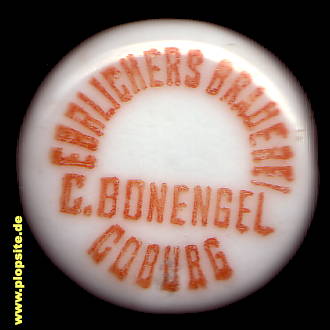 EHRLICHERS BRAUEREI
C. BONENGEL
COBURG
www.plopsite.de